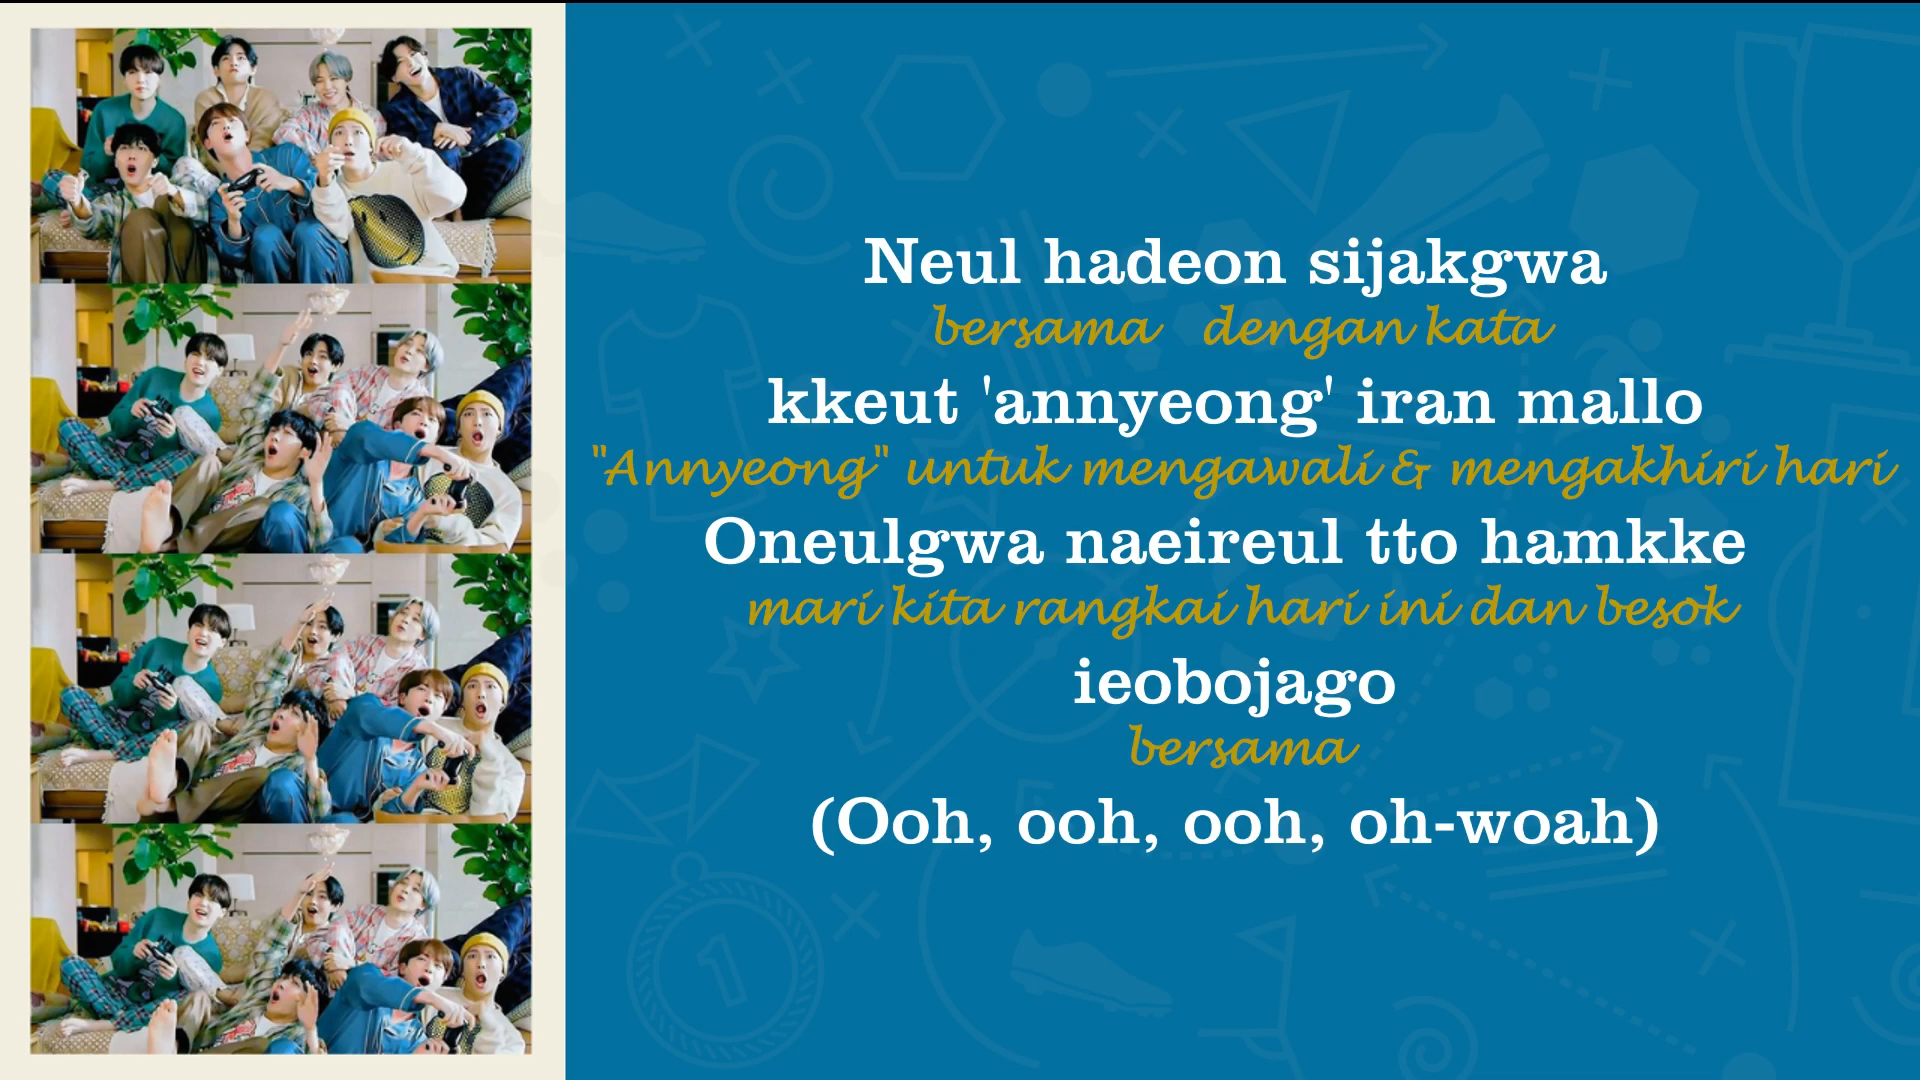 Neul hadeon sijakgwa
bersama dengan kata
kkeut 'annyeong' iran mallo
"Annyeong" untuk mengawali & mengakhiri hari
Oneulgwa naeireul tto hamkke
mari kita rangkai hari ini dan besok
ieobojago
bersama
(Ooh, ooh, ooh, oh-woah)
1